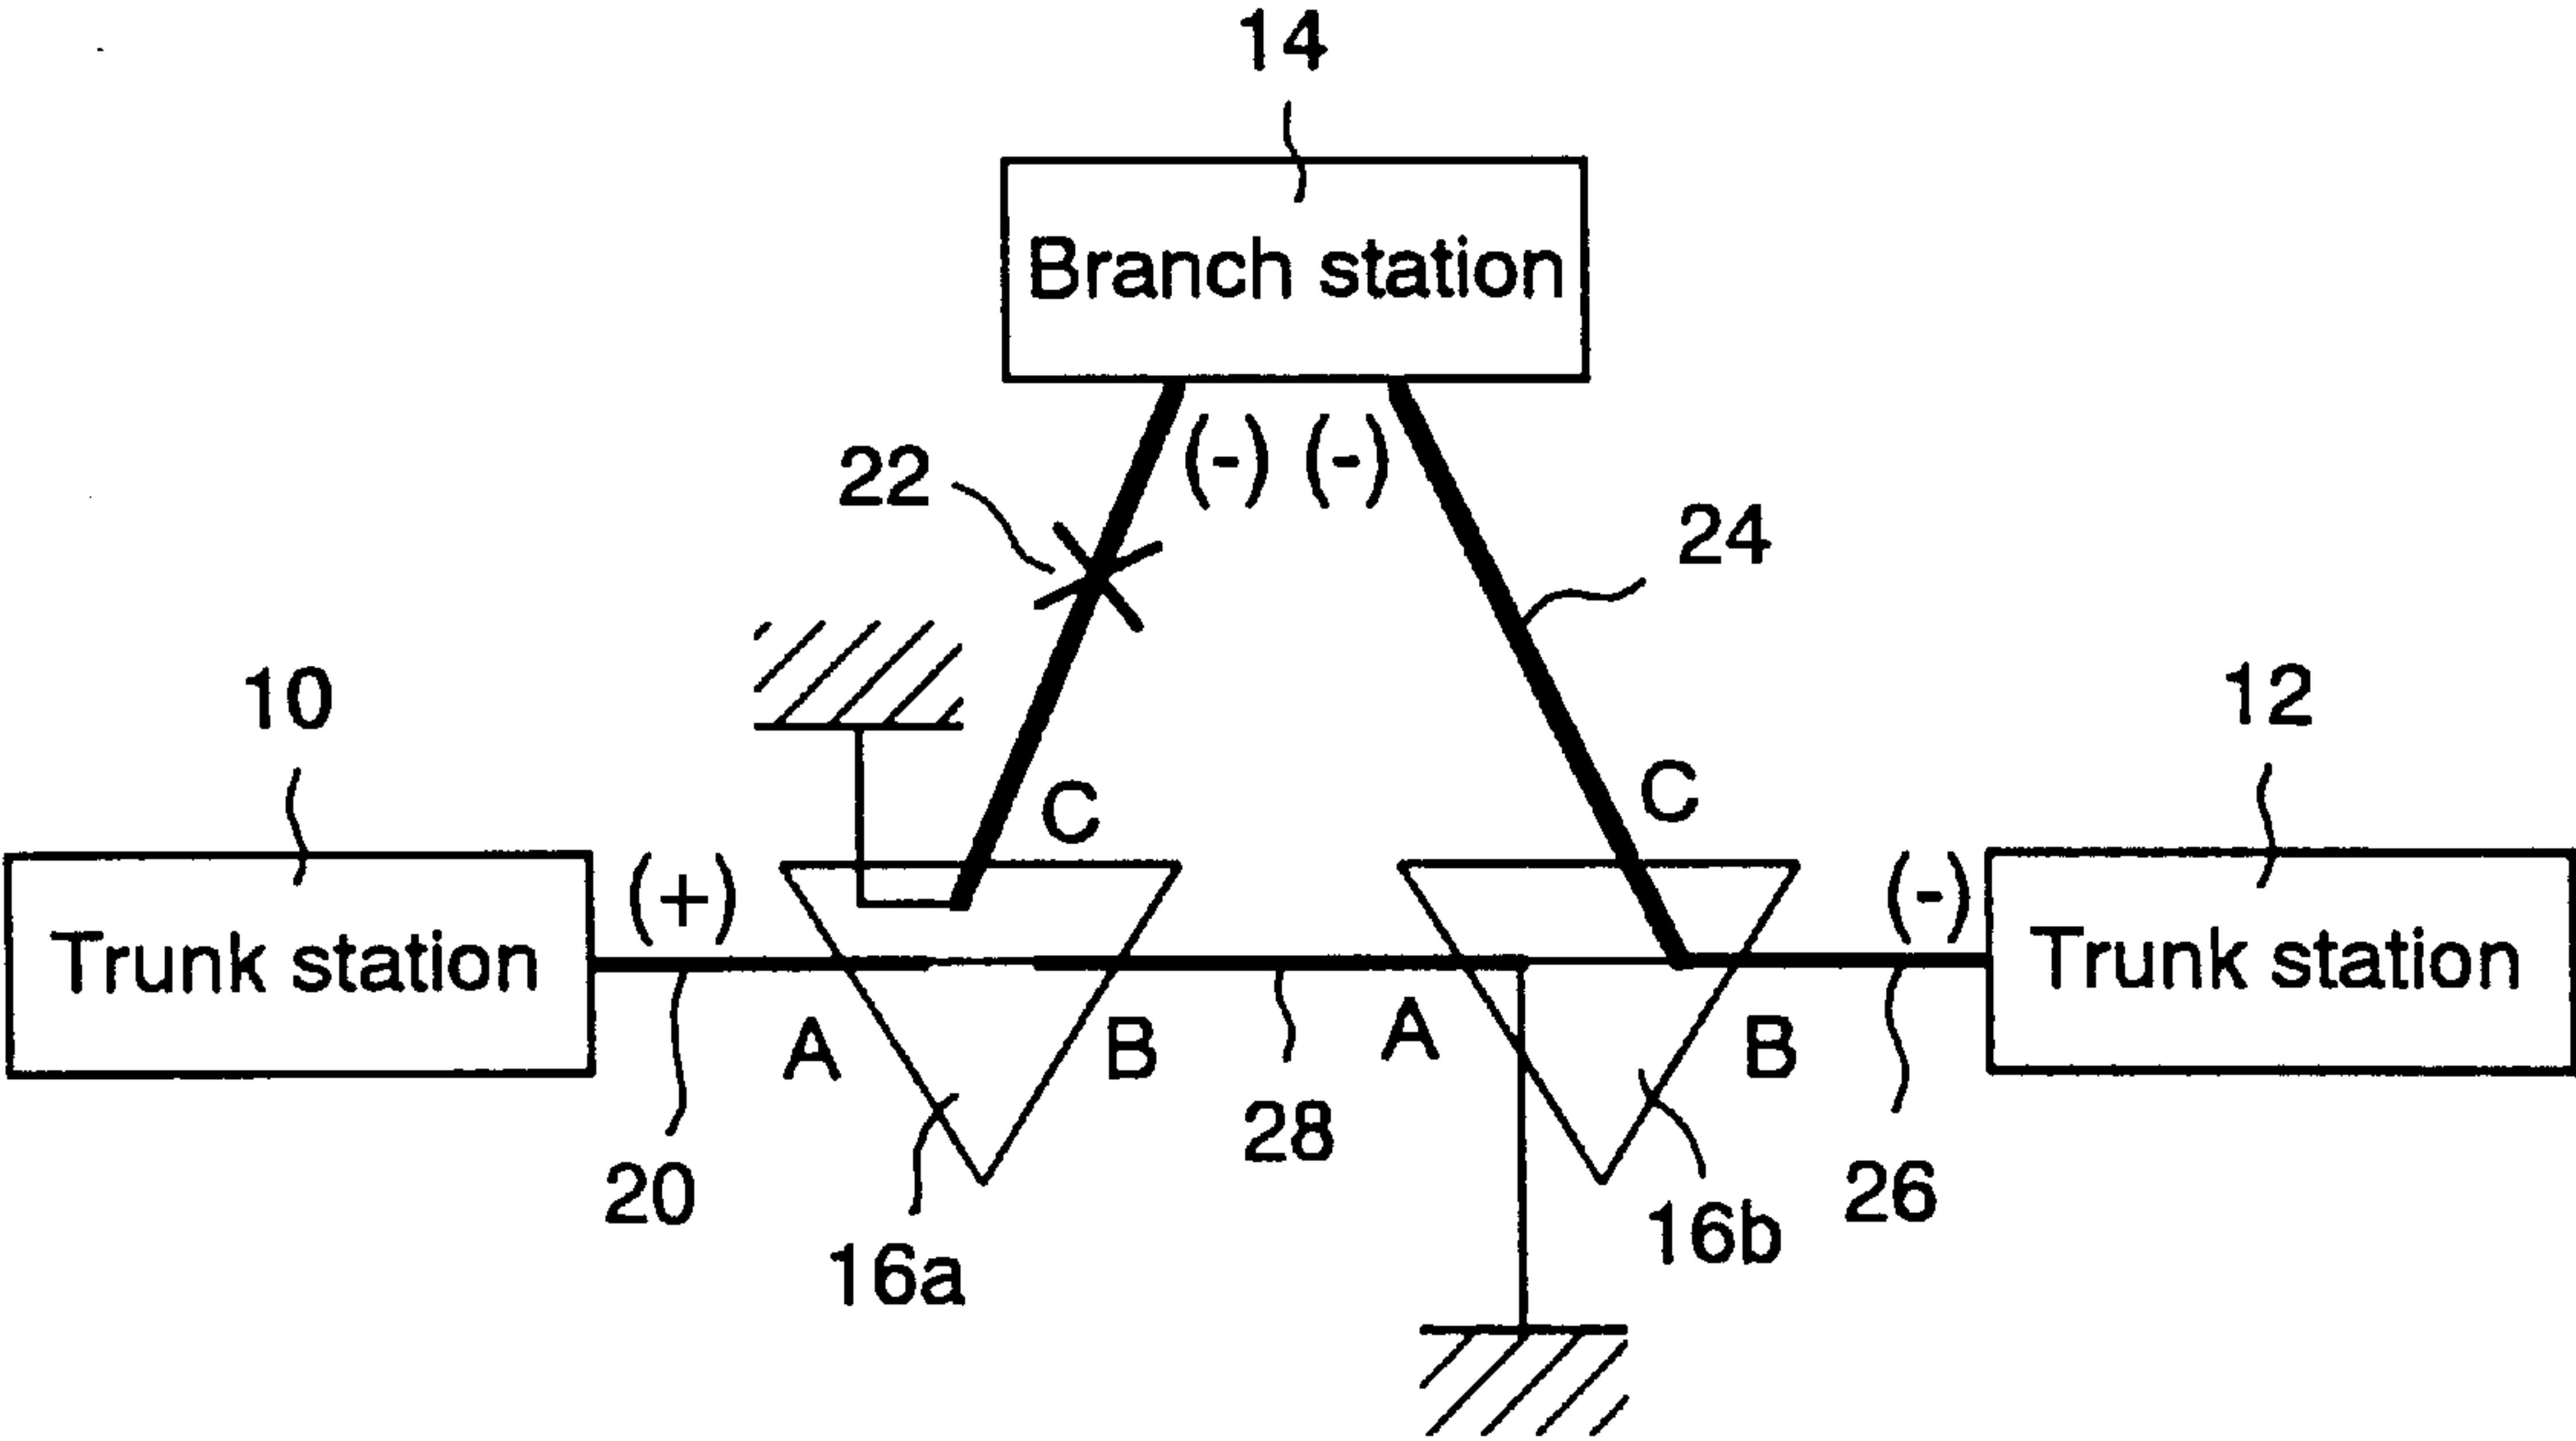 14
Branch station
(-) (-)
22
24
10
12
C
C
(+)
(-)
Trunk station
Trunk station
A
B
A
B
28
20
26
16a
16b